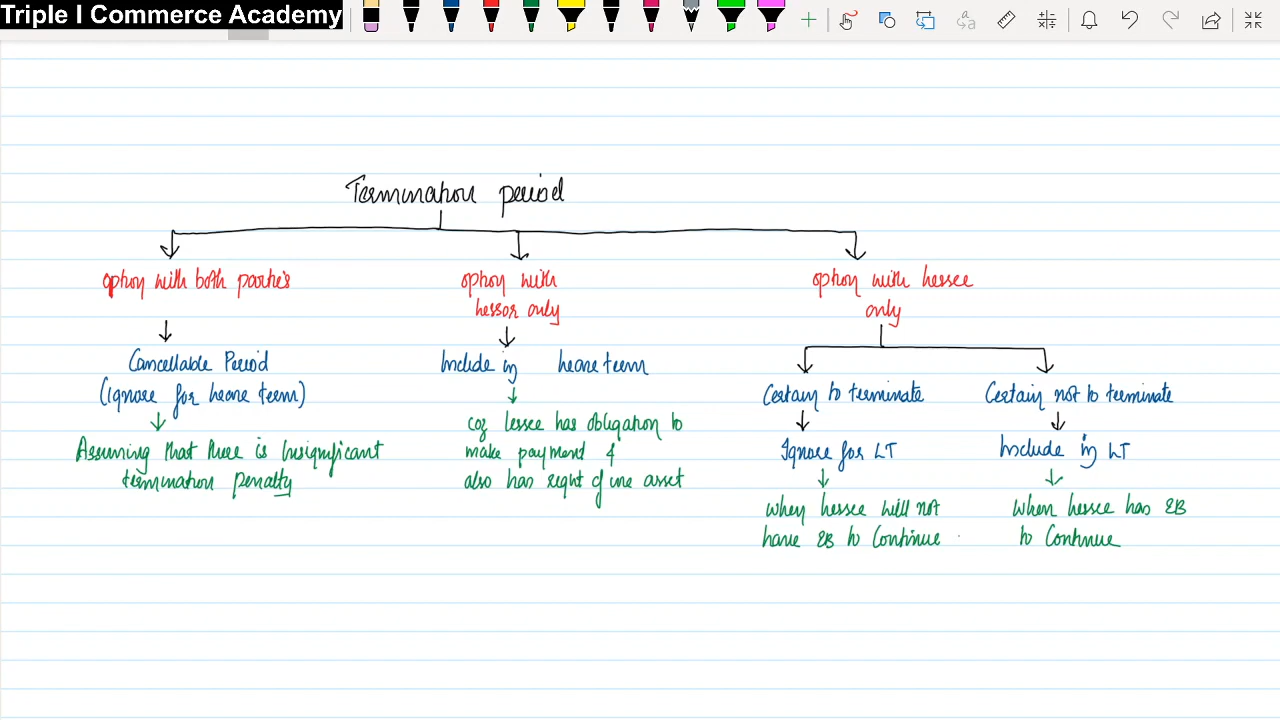 Triple I Commerce Academy
Termination period
option with both parties
option with
Lessor only
option with Lessee
only
Cancellable Period
(Ignore for Lease term)
Assuming that there is Insignificant
termination penalty
Include in Lease term
coz lessee has obligation to
make payment &
also has right of use asset
Certain to terminate
Ignore for LT
when Lessee will not
have EB to Continue
Certain not to terminate
Include in LT
When Lessee has EB
to Continue